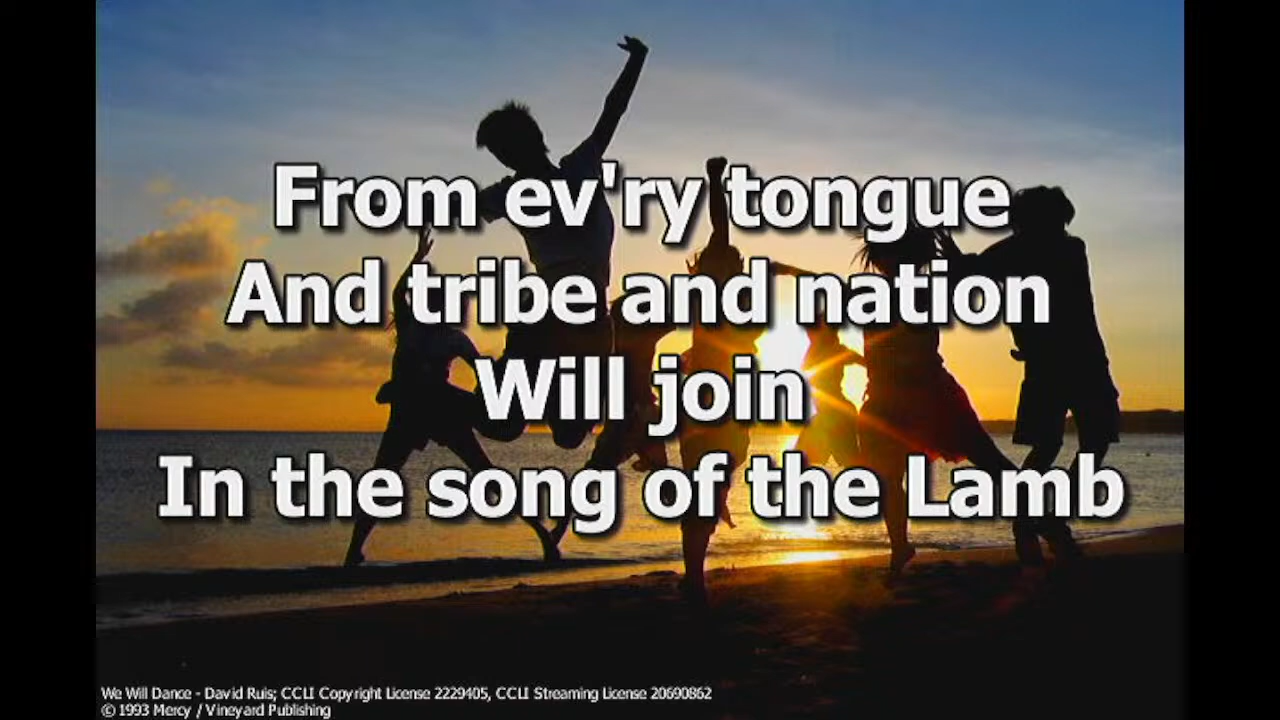 From ev'ry tongue
And tribe and nation
Will join
In the song of the Lamb
We Will Dance - David Ruis; CCLI Copyright License 2229405, CCLI Streaming License 20690862
© 1993 Mercy / Vineyard Publishing